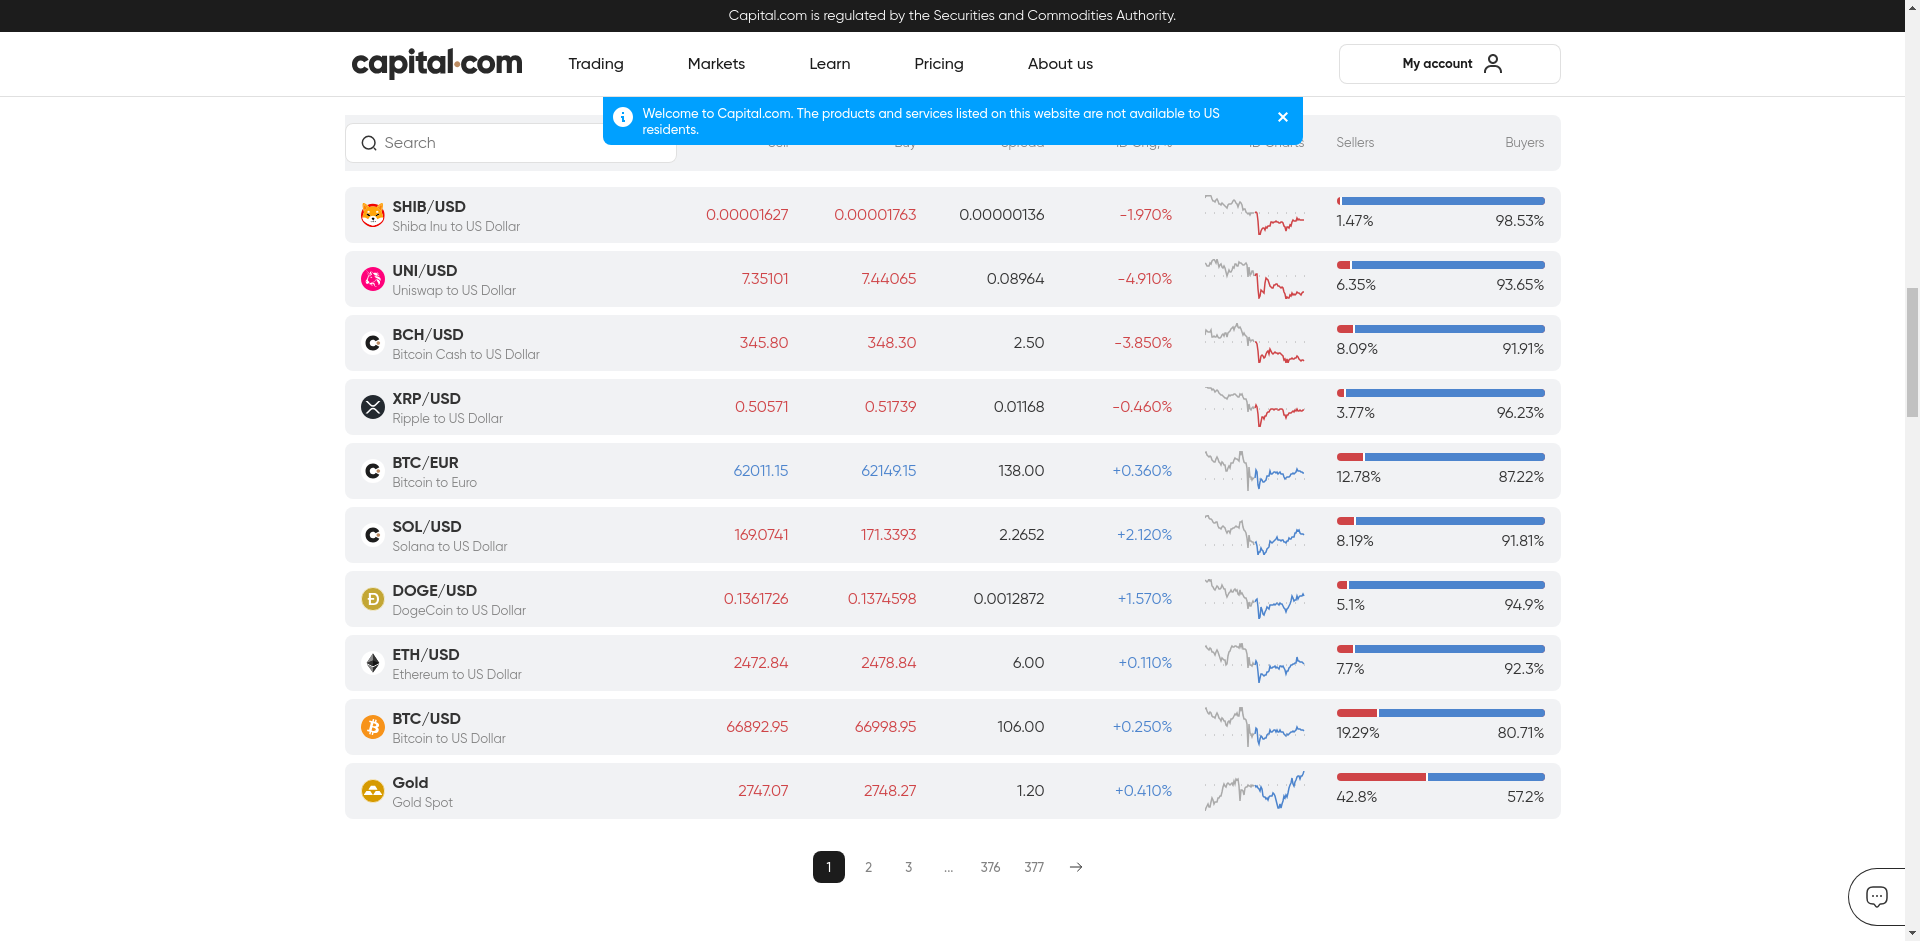 Capital.com is regulated by the Securities and Commodities Authority.
capital.com
Trading
Markets
Learn
Pricing
About us
My account
Welcome to Capital.com. The products and services listed on this website are not available to US
residents.
Search
Sellers
Buyers
SHIB/USD
Shiba Inu to US Dollar
0.00001627
0.00001763
0.00000136
-1.970%
1.47%
98.53%
UNI/USD
Uniswap to US Dollar
7.35101
7.44065
0.08964
-4.910%
6.35%
93.65%
BCH/USD
Bitcoin Cash to US Dollar
345.80
348.30
2.50
-3.850%
8.09%
91.91%
XRP/USD
Ripple to US Dollar
0.50571
0.51739
0.01168
-0.460%
3.77%
96.23%
BTC/EUR
Bitcoin to Euro
62011.15
62149.15
138.00
+0.360%
12.78%
87.22%
SOL/USD
Solana to US Dollar
169.0741
171.3393
2.2652
+2.120%
8.19%
91.81%
DOGE/USD
DogeCoin to US Dollar
0.1361726
0.1374598
0.0012872
+1.570%
5.1%
94.9%
ETH/USD
Ethereum to US Dollar
2472.84
2478.84
6.00
+0.110%
7.7%
92.3%
BTC/USD
Bitcoin to US Dollar
66892.95
66998.95
106.00
+0.250%
19.29%
80.71%
Gold
Gold Spot
2747.07
2748.27
1.20
+0.410%
42.8%
57.2%
1
2
3
...
376
377